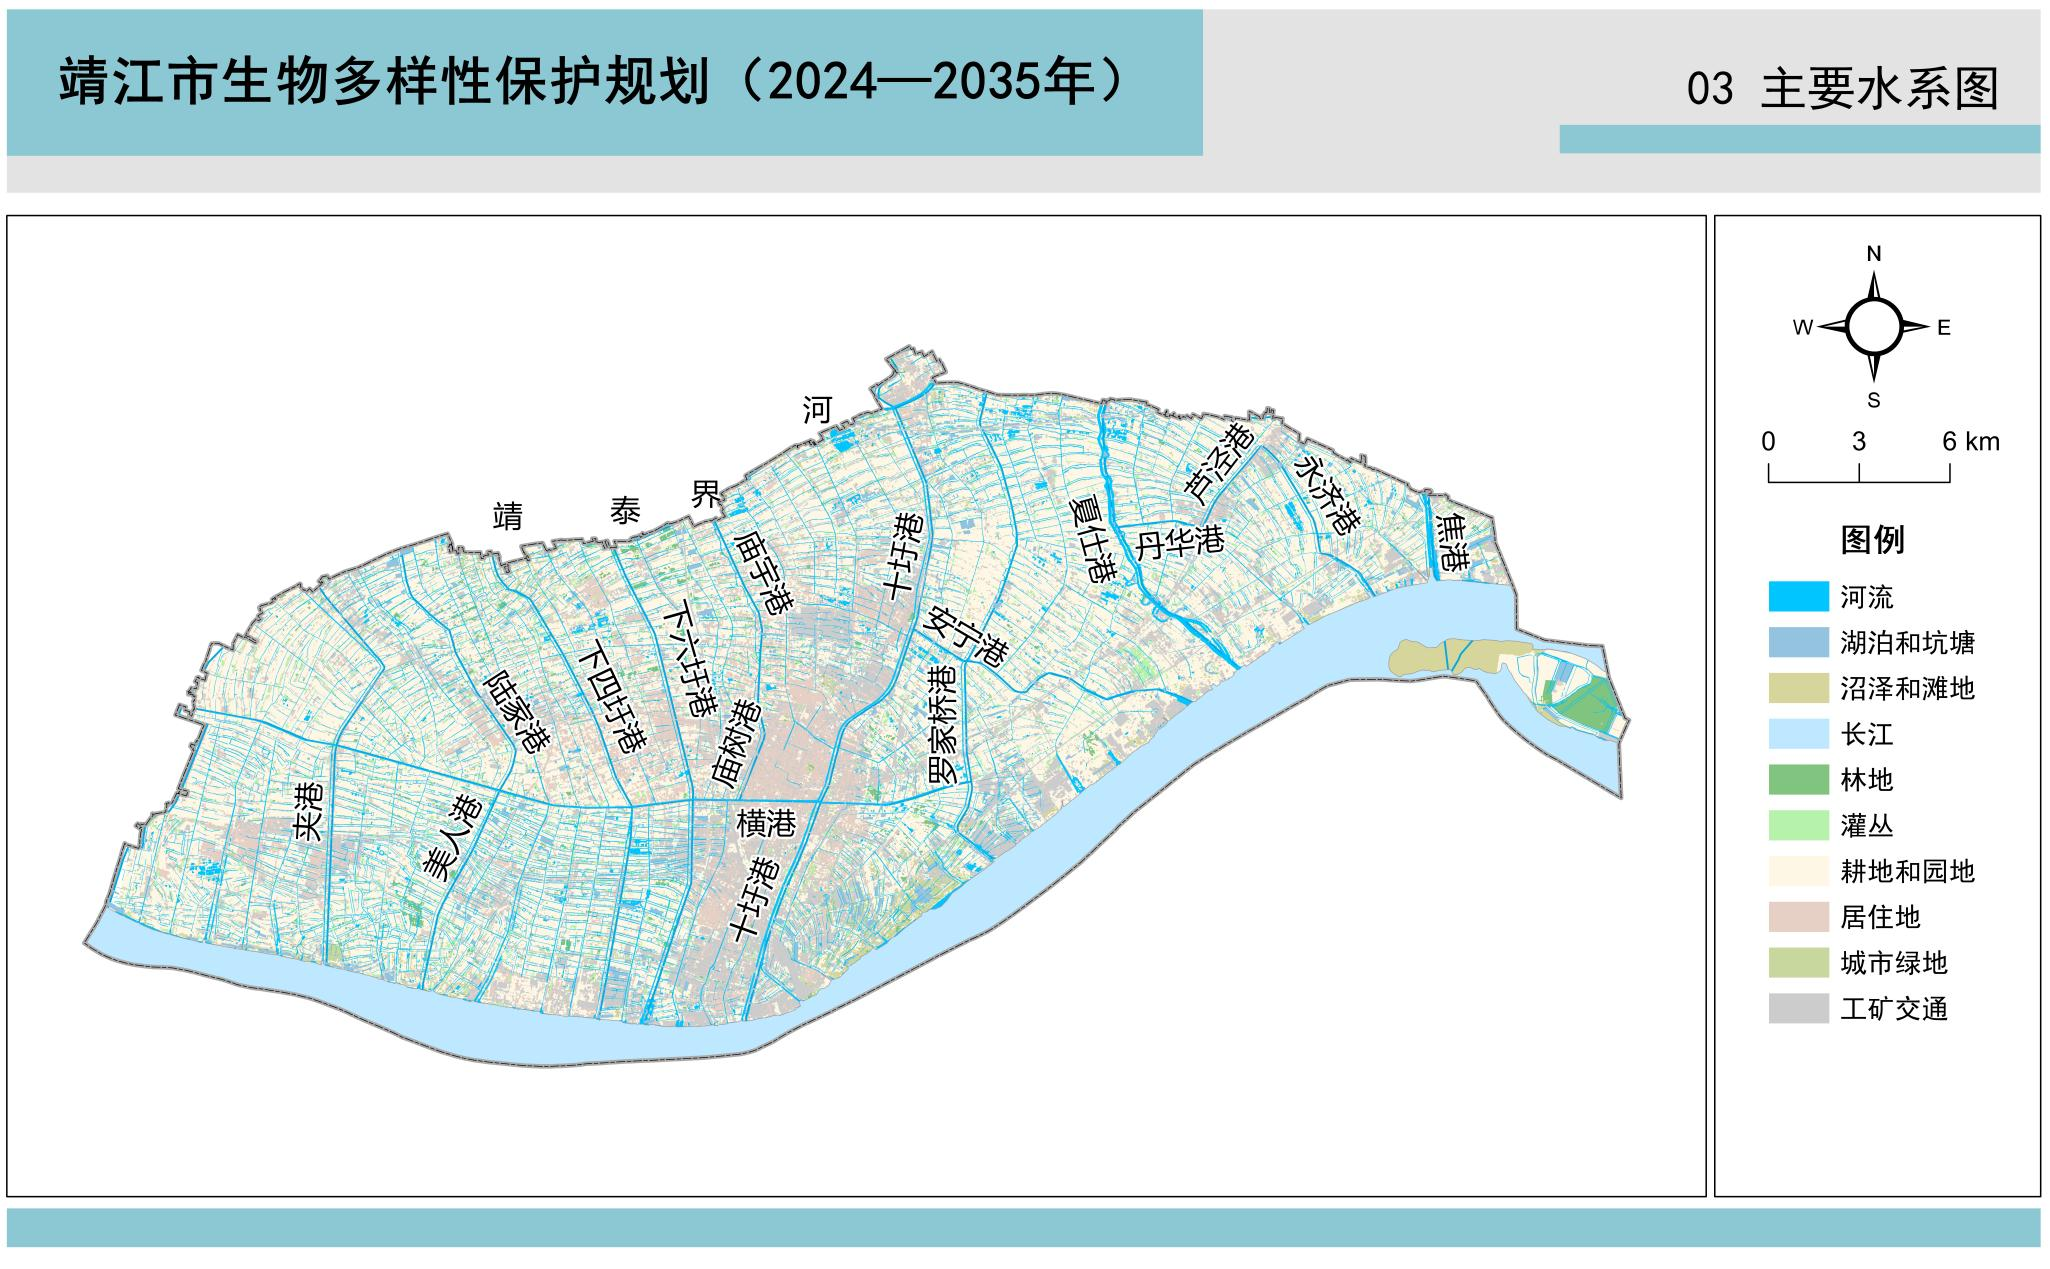 靖江市生物多样性保护规划（2024—2035年）
03 主要水系图
靖泰界河
夹港
美人港
陆家港
下四圩港
下六圩港
庙宇港
庙树港
横港
十圩港
十圩港
安宁港
罗家桥港
夏仕港
丹华港
芦泾港
永济港
焦港
N
W
E
S
0 3 6 km
图例
河流
湖泊和坑塘
沼泽和滩地
长江
林地
灌丛
耕地和园地
居住地
城市绿地
工矿交通